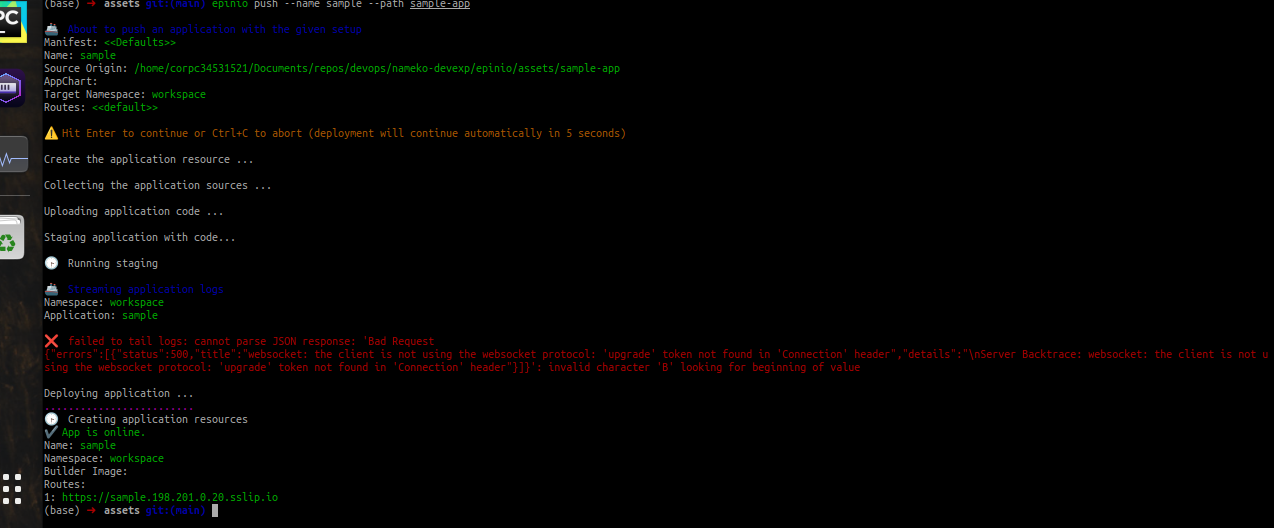 PC
(base) → assets git:(main) epinio push --name sample --path sample-app
About to push an application with the given setup
Manifest: <<Defaults>>
Name: sample
Source Origin: /home/corpc34531521/Documents/repos/devops/nameko-devexp/epinio/assets/sample-app
AppChart:
Target Namespace: workspace
Routes: <<default>>
Hit Enter to continue or Ctrl+C to abort (deployment will continue automatically in 5 seconds)
Create the application resource ...
Collecting the application sources ...
Uploading application code ...
Staging application with code...
Running staging
Streaming application logs
Namespace: workspace
Application: sample
failed to tail logs: cannot parse JSON response: 'Bad Request
{"errors":[{"status":500,"title":"websocket: the client is not using the websocket protocol: 'upgrade' token not found in 'Connection' header","details":"\nServer Backtrace: websocket: the client is not u
sing the websocket protocol: 'upgrade' token not found in 'Connection' header"}]}': invalid character 'B' looking for beginning of value
Deploying application ...
.........................
Creating application resources
✔ App is online.
Name: sample
Namespace: workspace
Builder Image:
Routes:
1: https://sample.198.201.0.20.sslip.io
(base) → assets git:(main)